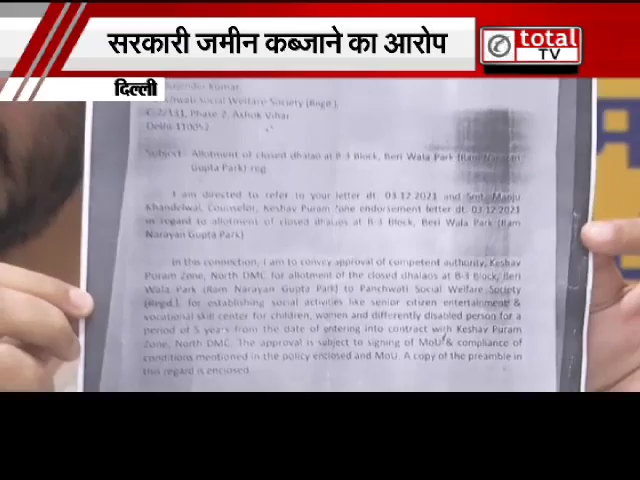 सरकारी जमीन कब्जाने का आरोप
total
TV
दिल्ली
Kumar
Social Welfare Society (Regd.)
Phase 2, Ashok Vihar
Delhi-110052
Subject: Allotment of closed dhalao at B-3 Block, Beri Wala Park (Ram Narayan
Gupta Park) reg
I am directed to refer to your letter dt. 03.12.2021 and Smt. Manju
Khandelwal, Counselor, Keshav Puram Zone endorsement letter dt. 03.12.2021
in regard to allotment of closed dhalaos at B-3 Block, Beri Wala Park (Ram
Narayan Gupta Park)
In this connection, I am to convey approval of competent authority, Keshav
Puram Zone, North DMC for allotment of the closed dhalaos at B-3 Block, Beri
Wala Park (Ram Narayan Gupta Park) to Panchwati Social Welfare Society
(Regd.) for establishing social activities like senior citizen entertainment &
vocational skill center for children, women and differently disabled person for a
period of 5 years from the date of entering into contract with Keshav Puram
Zone, North DMC. The approval is subject to signing of MoU & compliance of
conditions mentioned in the policy enclosed and MoU. A copy of the preamble in
this regard is enclosed